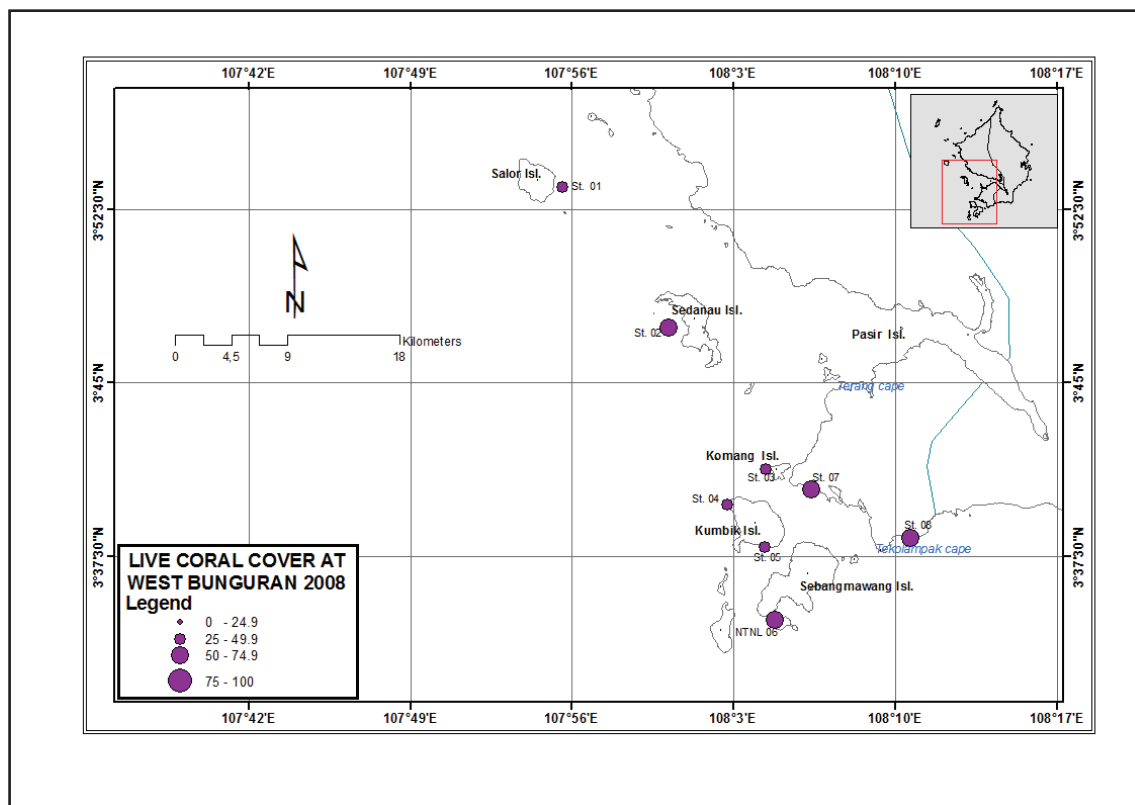 107°42'E 107°49'E 107°56'E 108°3'E 108°10'E 108°17'E
Salor Isl.
St. 01
3°52'30"N 3°52'30"N
N
Sedanau Isl.
St. 02
Pasir Isl.
Kilometers
0 4,5 9 18
3°45'N 3°45'N
Terang cape
Komang Isl.
St. 03
St. 07
St. 04
Kumbik Isl.
St. 05
St. 08
Tekolampak cape
3°37'30"N 3°37'30"N
Sebangmawang Isl.
NTNL 06
LIVE CORAL COVER AT
WEST BUNGURAN 2008
Legend
0 - 24.9
25 - 49.9
50 - 74.9
75 - 100
107°42'E 107°49'E 107°56'E 108°3'E 108°10'E 108°17'E